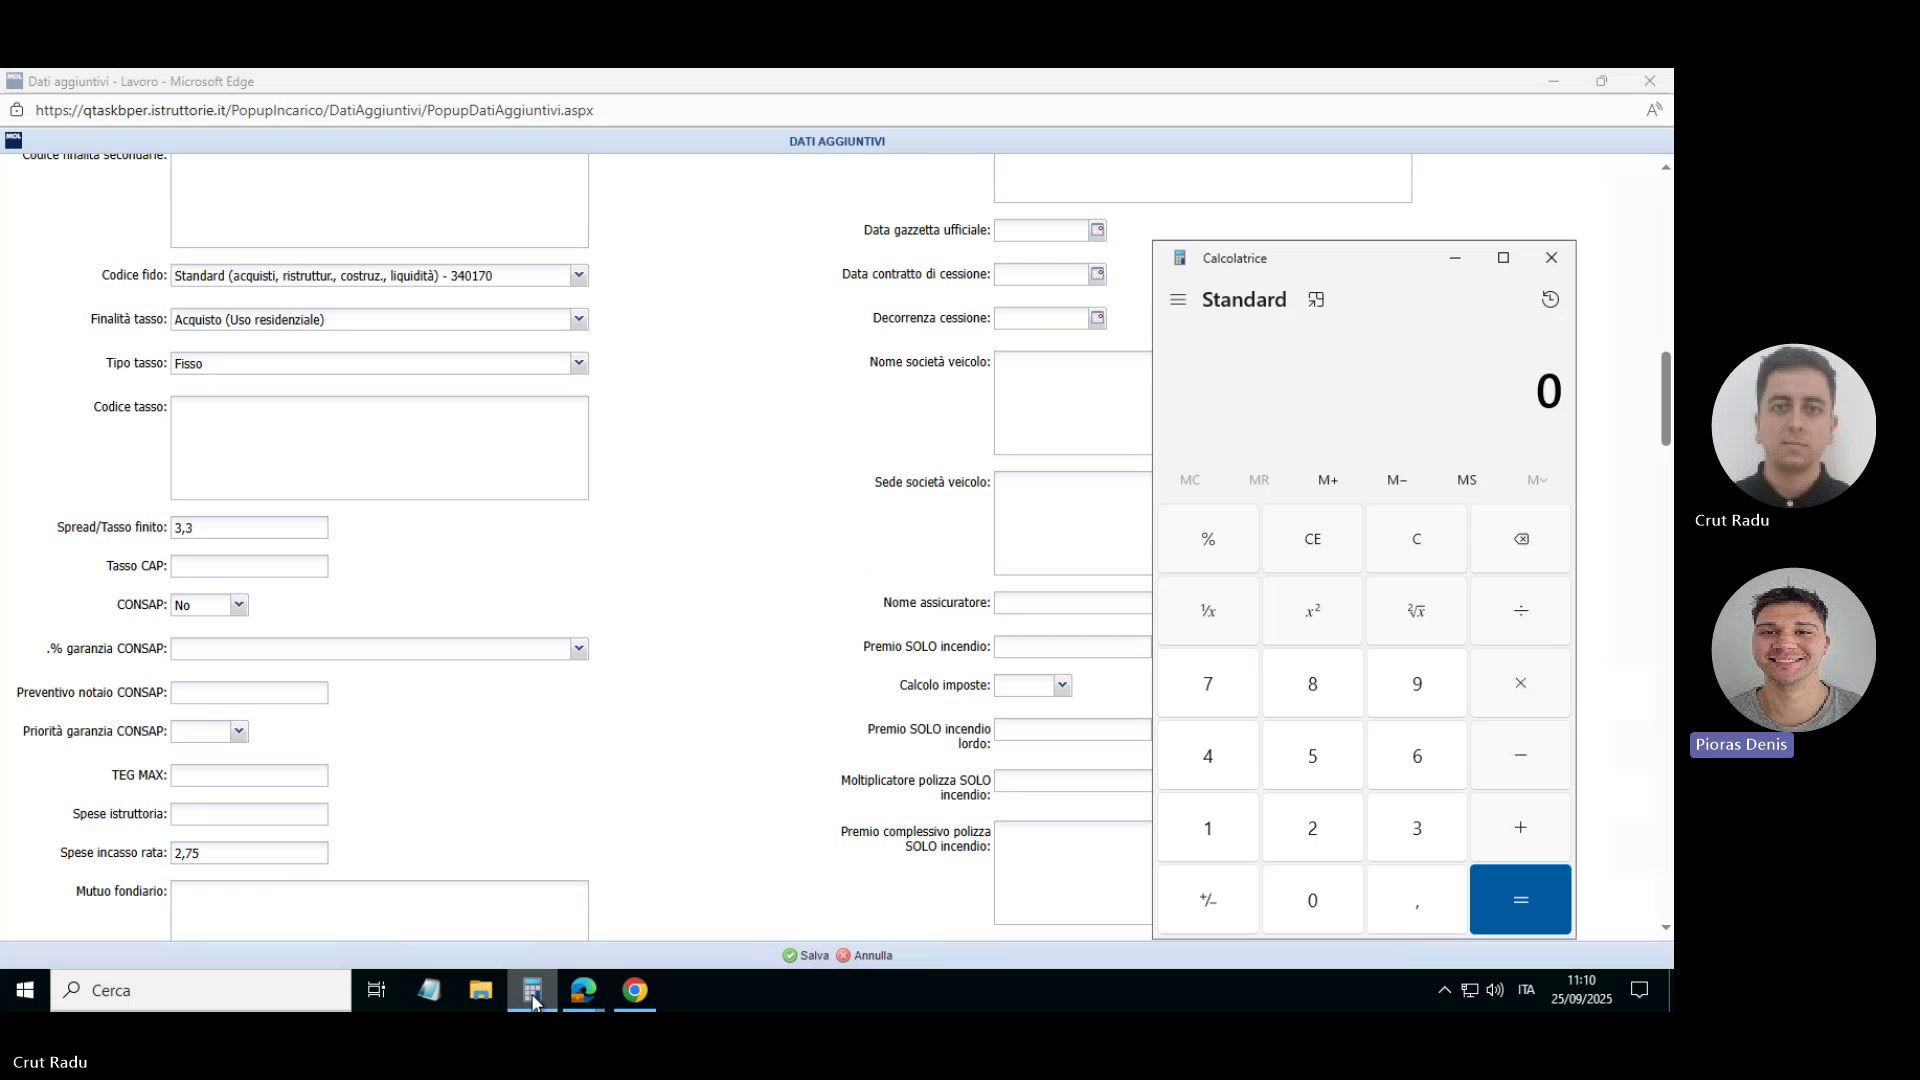 Dati aggiuntivi - Lavoro - Microsoft Edge
https://qtaskbper.istruttorie.it/PopupIncarico/DatiAggiuntivi/PopupDatiAggiuntivi.aspx
MOL
DATI AGGIUNTIVI
Codice finalità secondarie:
Codice fido: Standard (acquisti, ristruttur., costruz., liquidità) - 340170
Finalità tasso: Acquisto (Uso residenziale)
Tipo tasso: Fisso
Codice tasso:
Spread/Tasso finito: 3,3
Tasso CAP:
CONSAP: No
.% garanzia CONSAP:
Preventivo notaio CONSAP:
Priorità garanzia CONSAP:
TEG MAX:
Spese istruttoria:
Spese incasso rata: 2,75
Mutuo fondiario:
Data gazzetta ufficiale:
Data contratto di cessione:
Decorrenza cessione:
Nome società veicolo:
Sede società veicolo:
Nome assicuratore:
Premio SOLO incendio:
Calcolo imposte:
Premio SOLO incendio
lordo:
Moltiplicatore polizza SOLO
incendio:
Premio complessivo polizza
SOLO incendio:
Calcolatrice
Standard
0
MC MR M+ M− MS M˅
% CE C
⅟x x² ²√x ÷
7 8 9 ×
4 5 6 −
1 2 3 +
+/− 0 , =
Salva Annulla
Cerca
ITA
11:10
25/09/2025
Crut Radu
Pioras Denis
Crut Radu